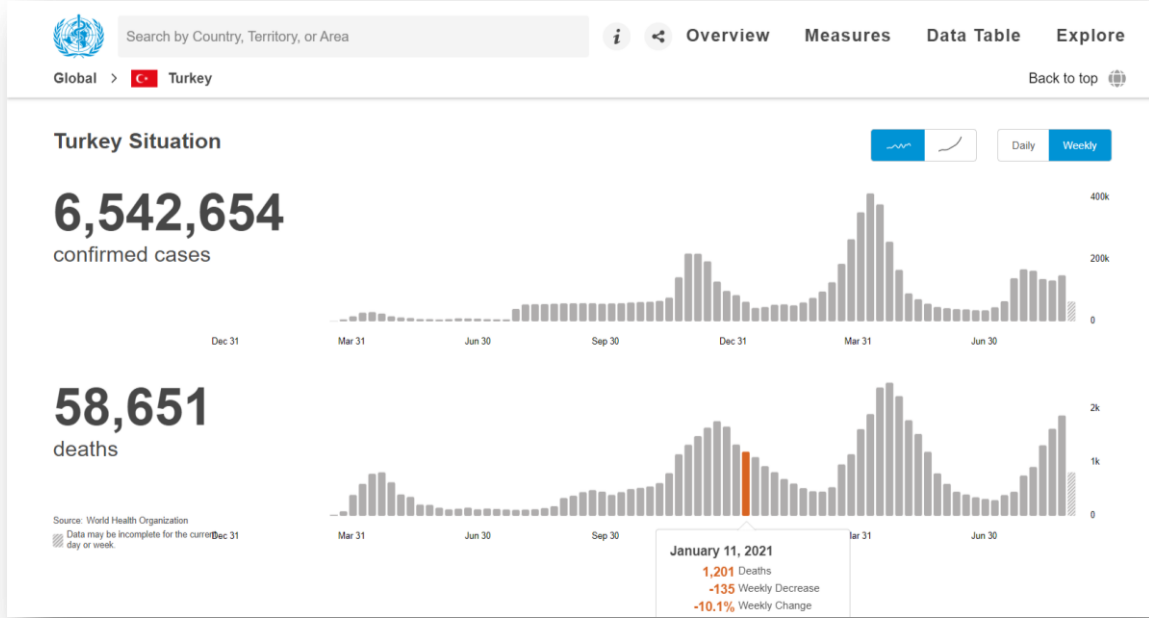 Search by Country, Territory, or Area
i
Overview Measures Data Table Explore
Global > Turkey
Back to top
Turkey Situation
Daily Weekly
6,542,654
confirmed cases
400k
200k
0
Dec 31 Mar 31 Jun 30 Sep 30 Dec 31 Mar 31 Jun 30
58,651
deaths
2k
1k
0
Source: World Health Organization
Data may be incomplete for the current
day or week.
Dec 31 Mar 31 Jun 30 Sep 30 Mar 31 Jun 30
January 11, 2021
1,201 Deaths
-135 Weekly Decrease
-10.1% Weekly Change